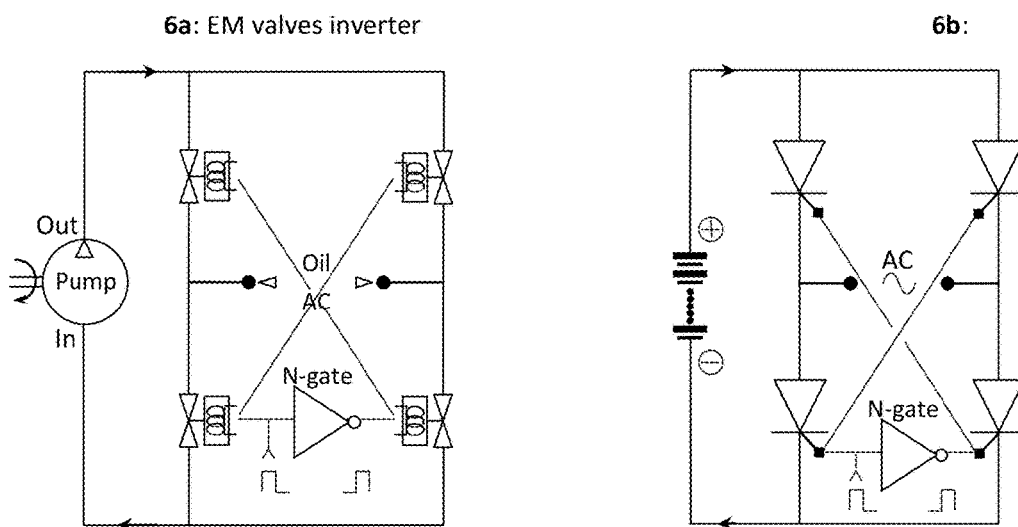 6a: EM valves inverter
6b:
Out
Pump
In
Oil
AC
N-gate
+
AC
−
N-gate